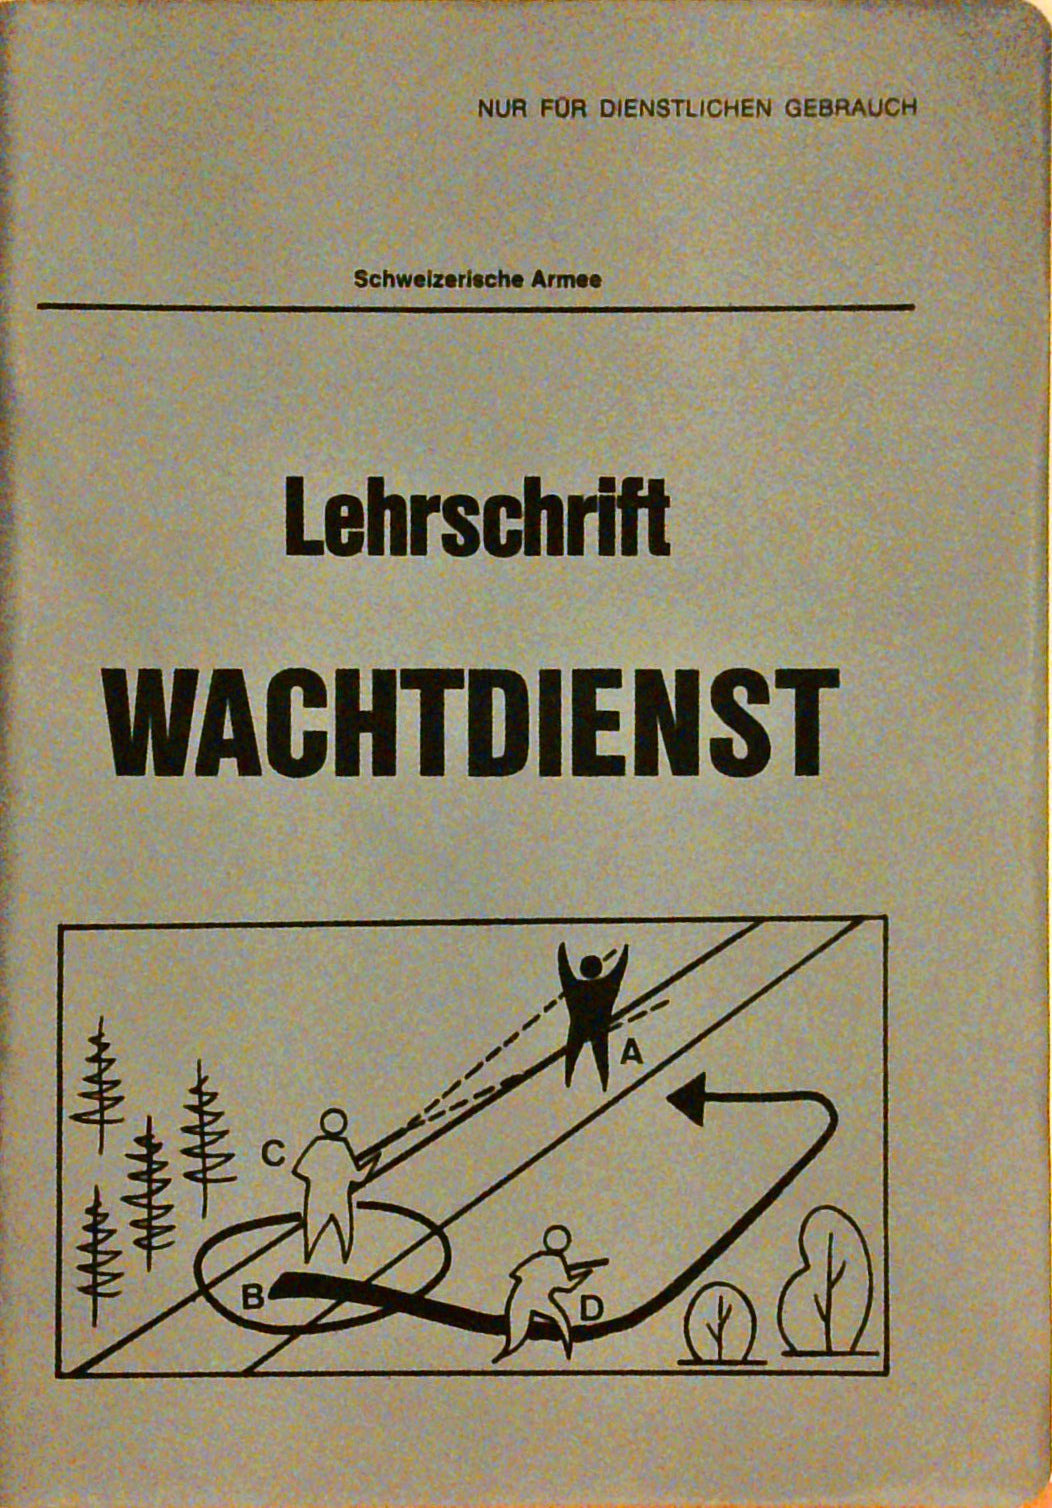 NUR FÜR DIENSTLICHEN GEBRAUCH
Schweizerische Armee
Lehrschrift
WACHTDIENST
A
C
B
D